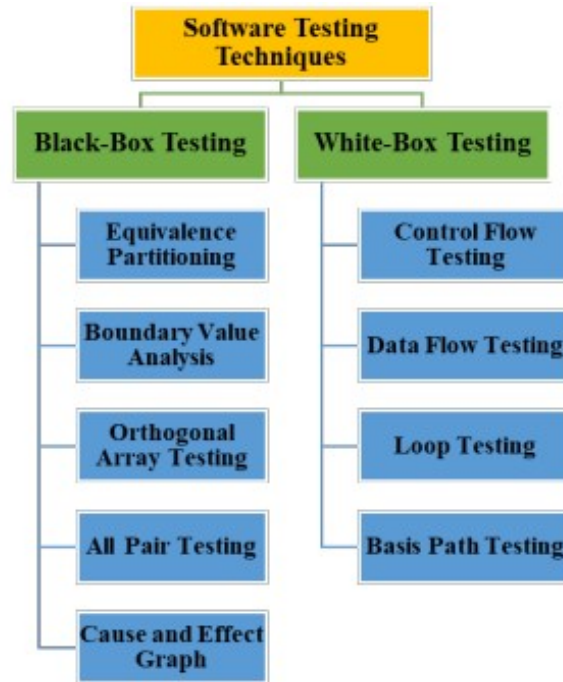 Software Testing
Techniques
Black-Box Testing
White-Box Testing
Equivalence
Partitioning
Boundary Value
Analysis
Orthogonal
Array Testing
All Pair Testing
Cause and Effect
Graph
Control Flow
Testing
Data Flow Testing
Loop Testing
Basis Path Testing